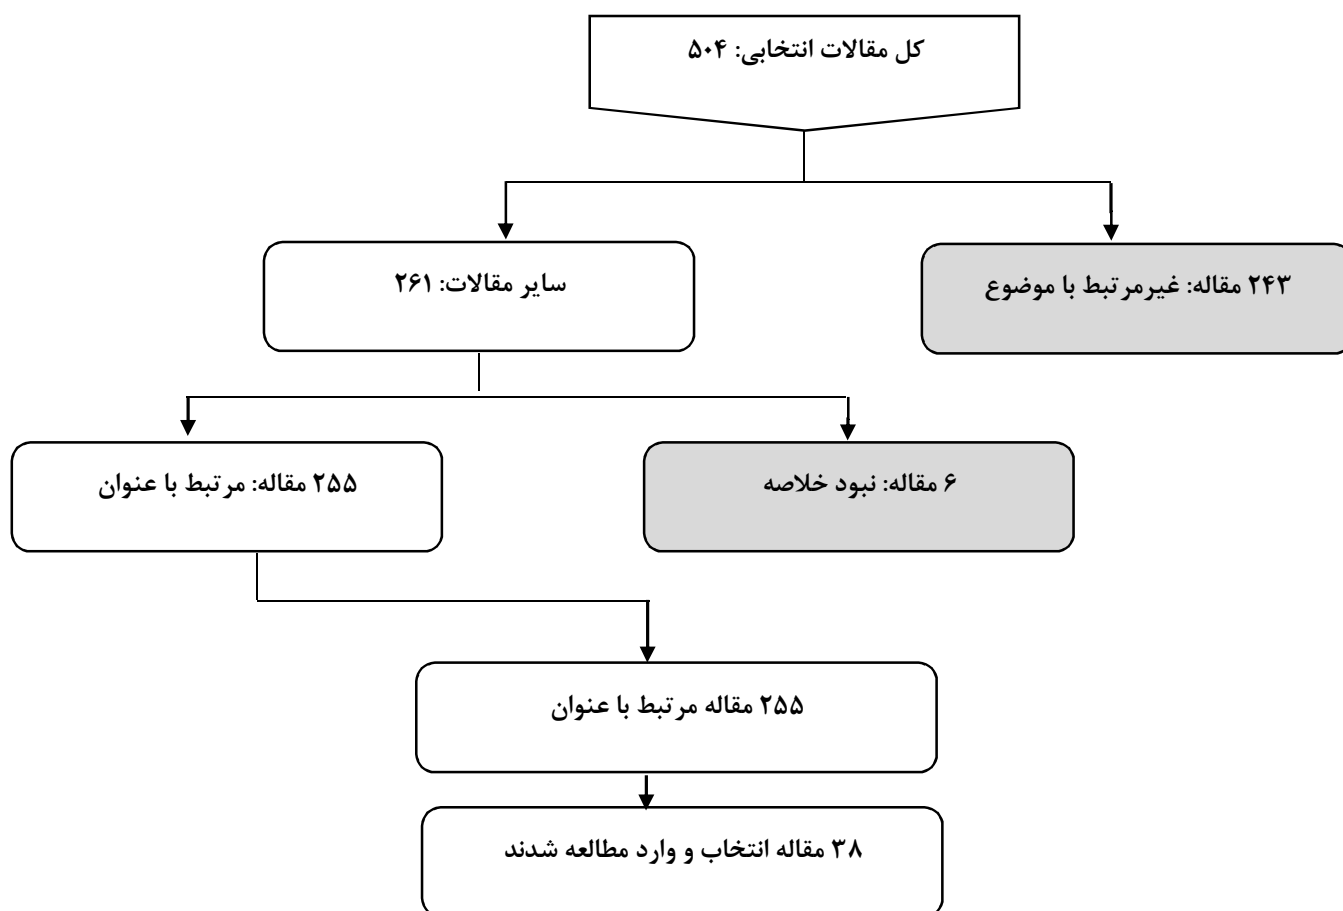 کل مقالات انتخابی: ۵۰۴
۲۴۳ مقاله: غیرمرتبط با موضوع
سایر مقالات: ۲۶۱
۶ مقاله: نبود خلاصه
۲۵۵ مقاله: مرتبط با عنوان
۲۵۵ مقاله مرتبط با عنوان
۳۸ مقاله انتخاب و وارد مطالعه شدند